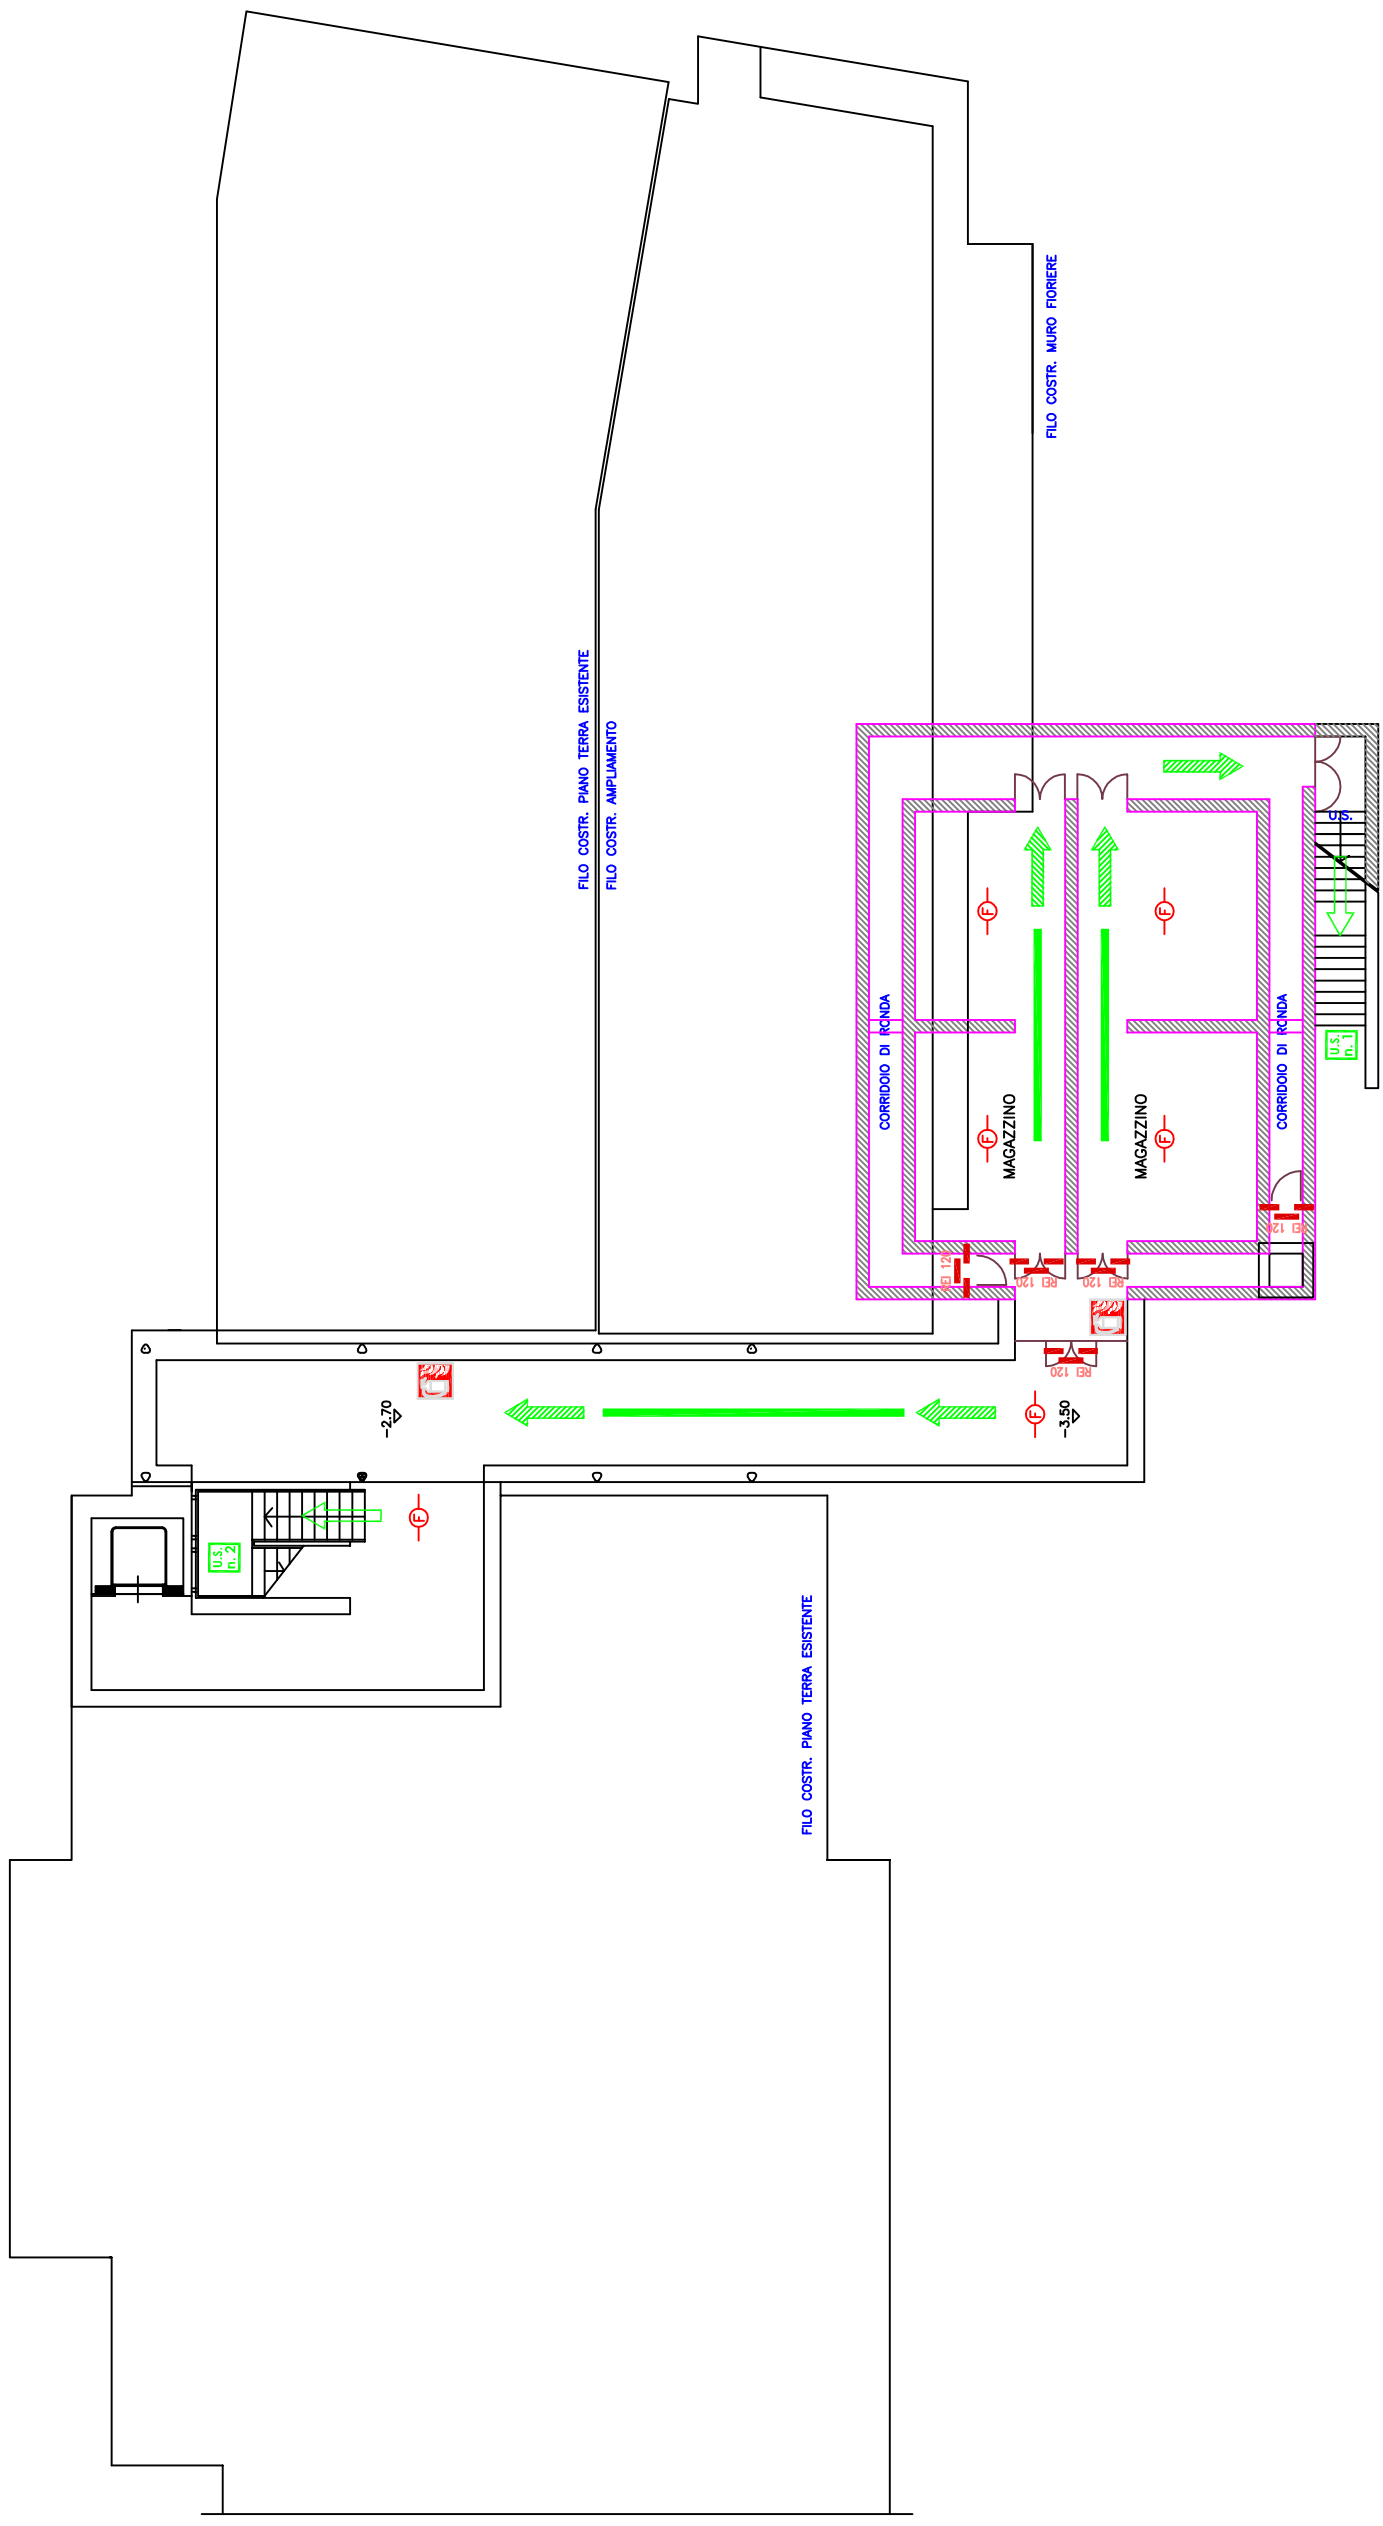 FILO COSTR. MURO FIORIERE
FILO COSTR. PIANO TERRA ESISTENTE
FILO COSTR. AMPLIAMENTO
U.S.
F
F
CORRIDOIO DI RONDA
CORRIDOIO DI RONDA
U.S.
n. 1
MAGAZZINO
MAGAZZINO
F
F
REI 120
REI 120
REI 120
REI 120
REI 120
-2.70
-3.50
F
F
U.S.
n. 2
FILO COSTR. PIANO TERRA ESISTENTE